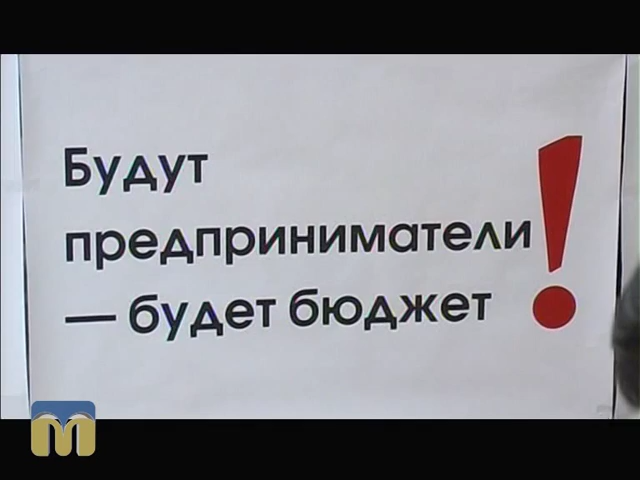 Будут
предприниматели!
— будет бюджет
M